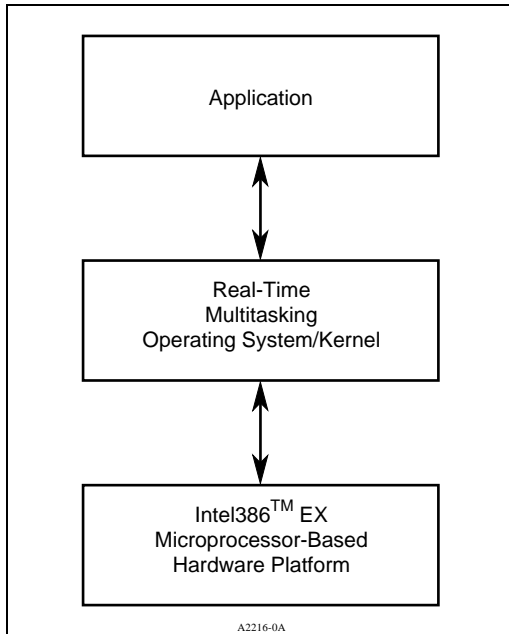 Application
Real-Time
Multitasking
Operating System/Kernel
Intel386™ EX
Microprocessor-Based
Hardware Platform
A2216-0A